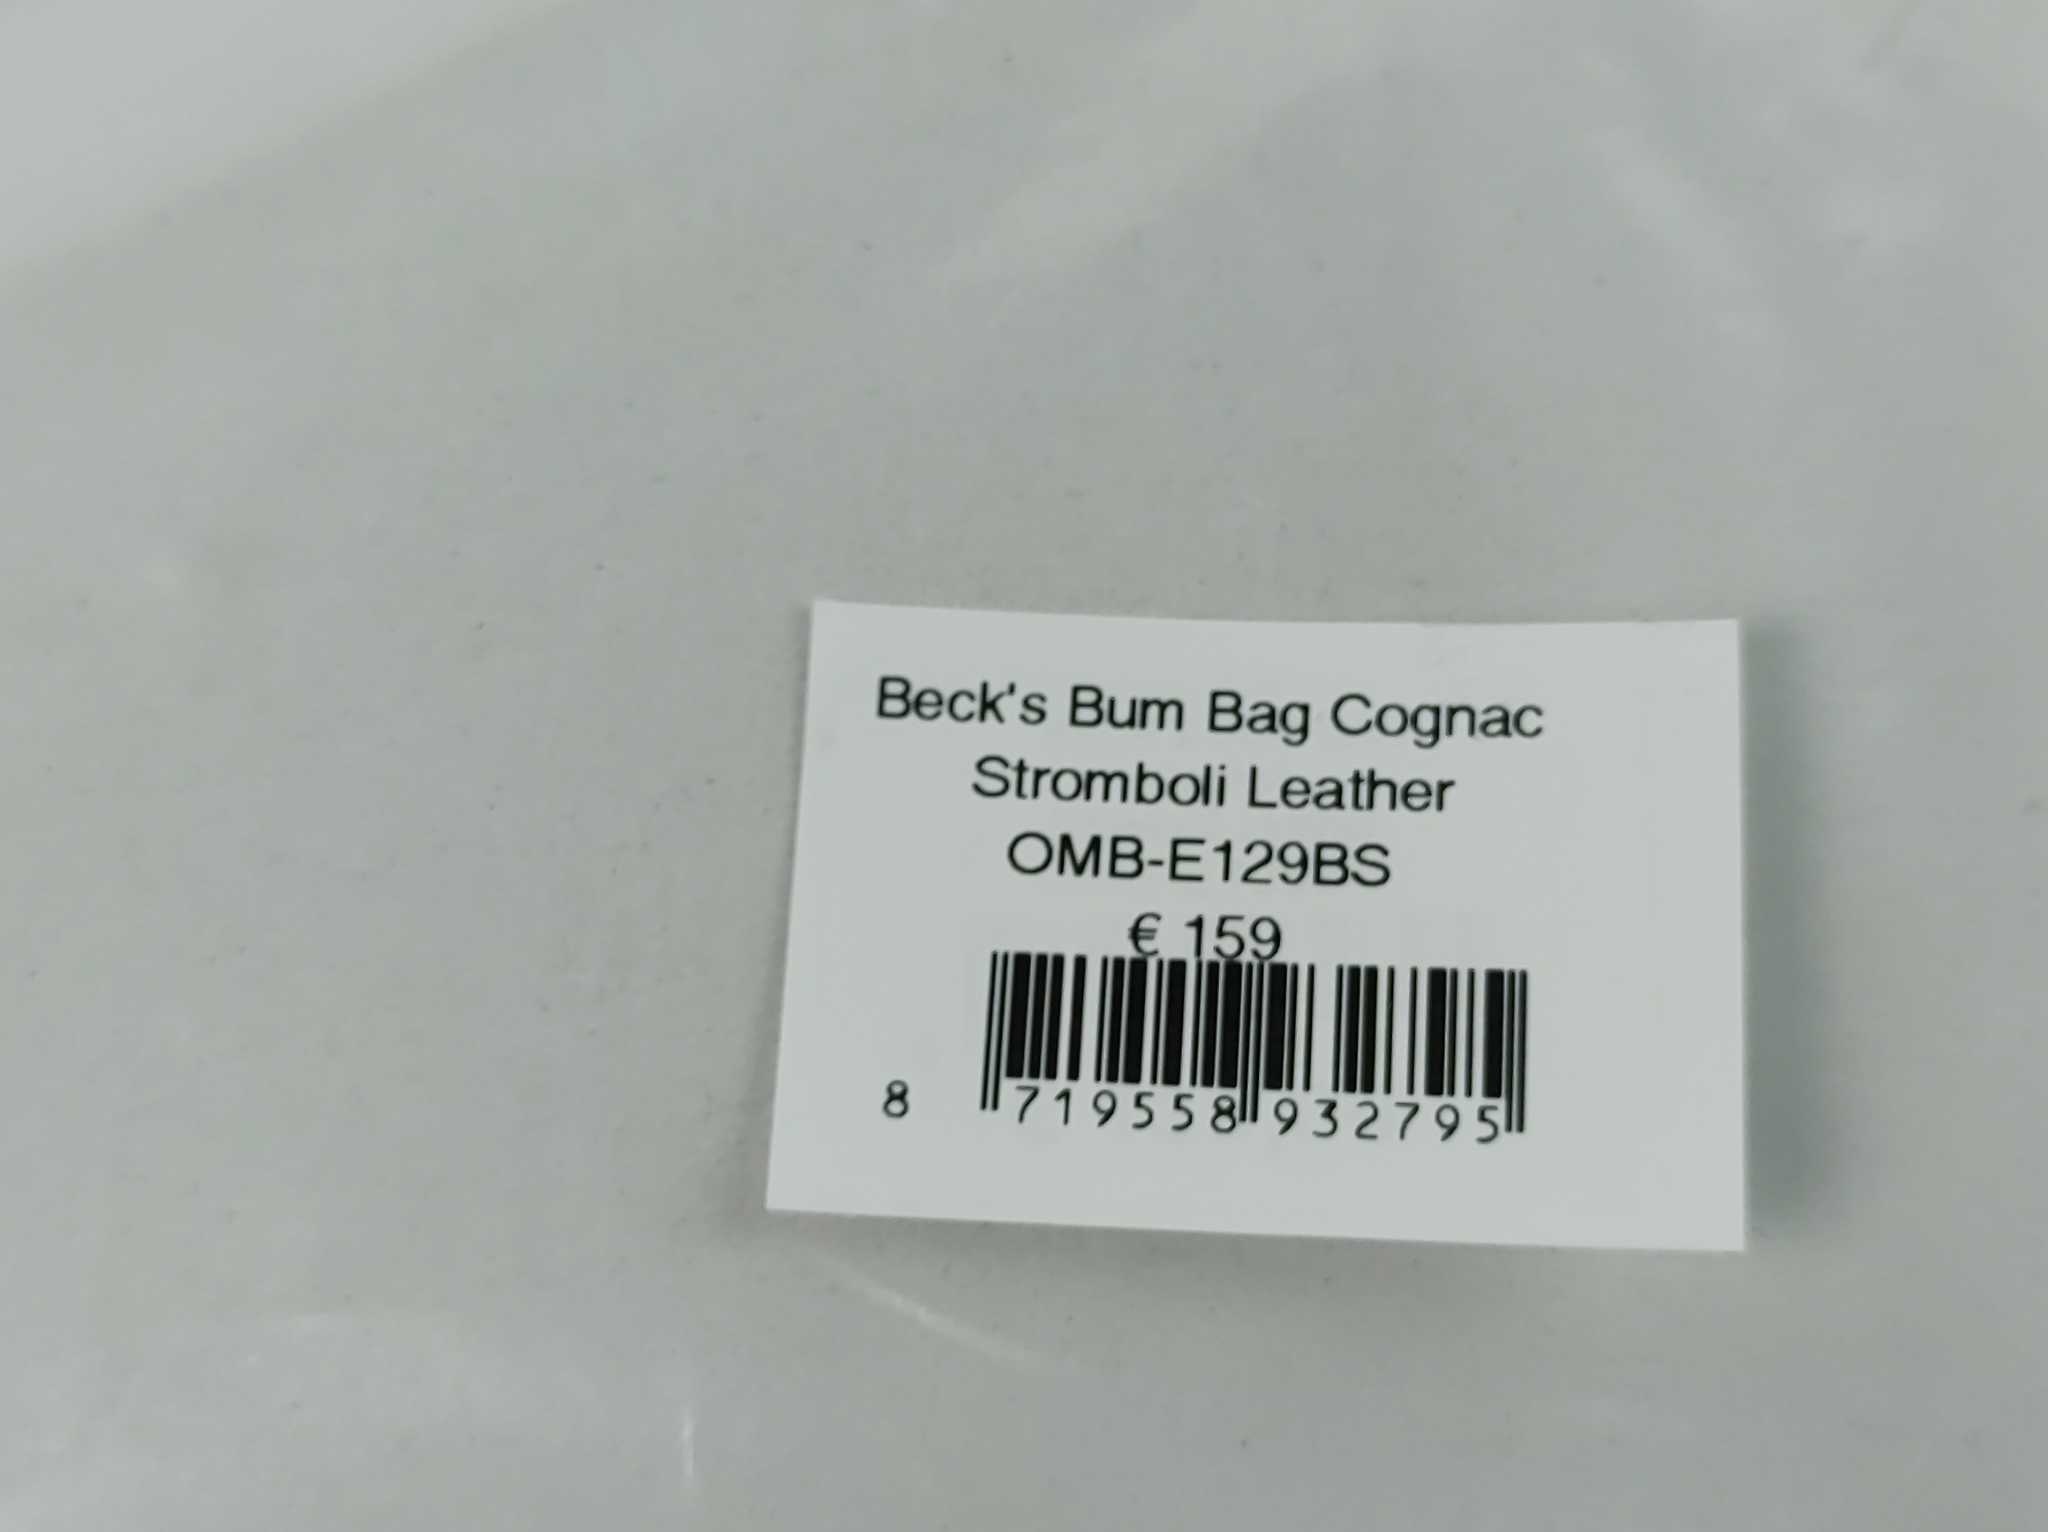 Beck's Bum Bag Cognac
Stromboli Leather
OMB-E129BS
€ 159
8 719558 932795